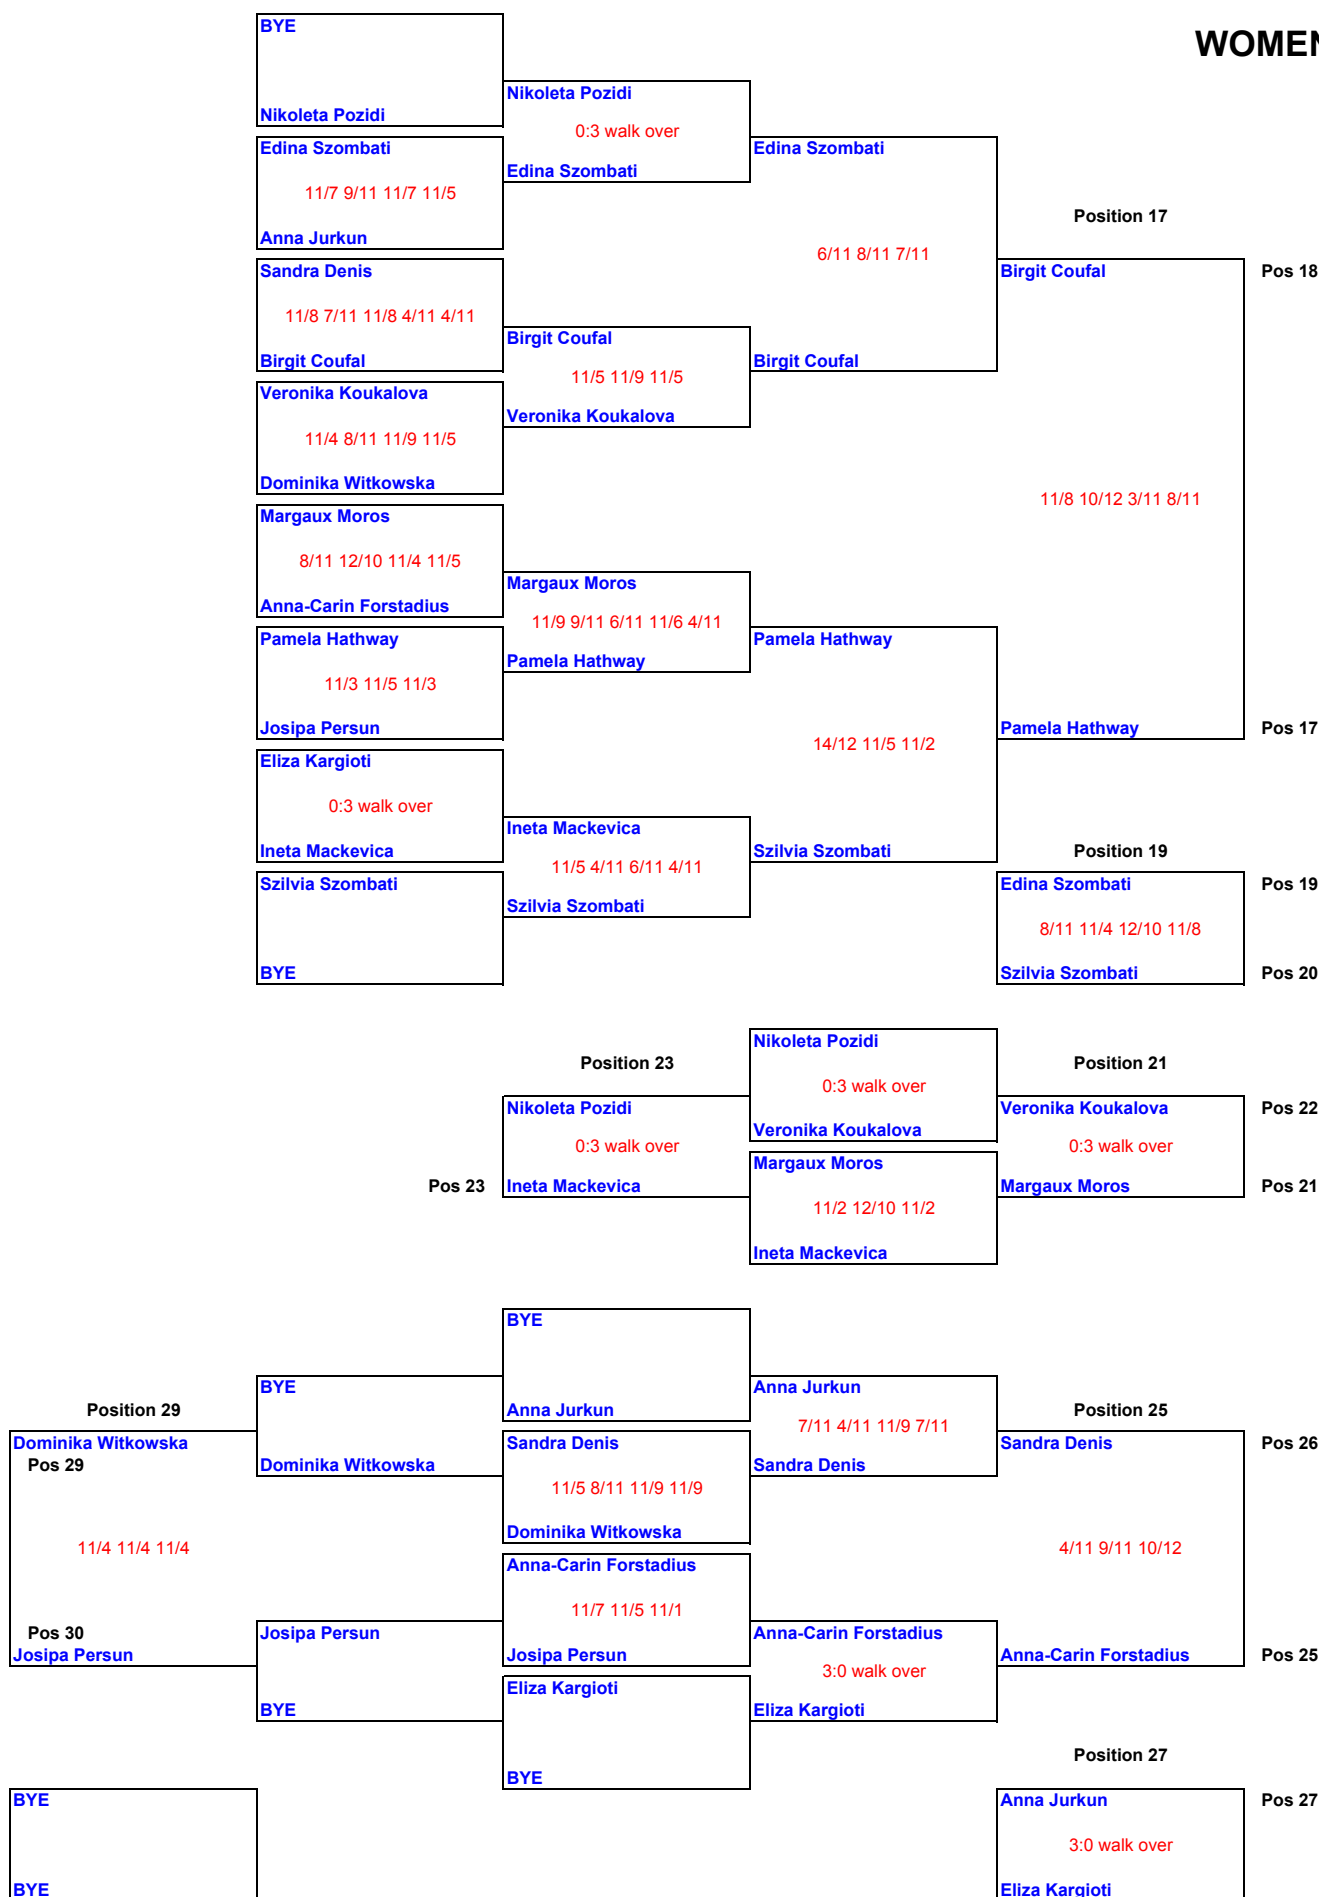 BYE
WOMEN
Nikoleta Pozidi
Nikoleta Pozidi
0:3 walk over
Edina Szombati
Edina Szombati
Edina Szombati
11/7 9/11 11/7 11/5
Position 17
Anna Jurkun
6/11 8/11 7/11
Sandra Denis
Birgit Coufal
Pos 18
11/8 7/11 11/8 4/11 4/11
Birgit Coufal
Birgit Coufal
Birgit Coufal
11/5 11/9 11/5
Veronika Koukalova
Veronika Koukalova
11/4 8/11 11/9 11/5
Dominika Witkowska
11/8 10/12 3/11 8/11
Margaux Moros
8/11 12/10 11/4 11/5
Margaux Moros
Anna-Carin Forstadius
11/9 9/11 6/11 11/6 4/11
Pamela Hathway
Pamela Hathway
Pamela Hathway
11/3 11/5 11/3
Josipa Persun
Pamela Hathway
Pos 17
14/12 11/5 11/2
Eliza Kargioti
0:3 walk over
Ineta Mackevica
Ineta Mackevica
Szilvia Szombati
Position 19
11/5 4/11 6/11 4/11
Szilvia Szombati
Edina Szombati
Pos 19
Szilvia Szombati
8/11 11/4 12/10 11/8
BYE
Szilvia Szombati
Pos 20
Nikoleta Pozidi
Position 23
Position 21
0:3 walk over
Nikoleta Pozidi
Veronika Koukalova
Pos 22
Veronika Koukalova
0:3 walk over
0:3 walk over
Margaux Moros
Pos 23
Ineta Mackevica
Margaux Moros
Pos 21
11/2 12/10 11/2
Ineta Mackevica
BYE
BYE
Anna Jurkun
Position 29
Anna Jurkun
Position 25
7/11 4/11 11/9 7/11
Dominika Witkowska
Sandra Denis
Sandra Denis
Pos 26
Pos 29
Dominika Witkowska
Sandra Denis
11/5 8/11 11/9 11/9
Dominika Witkowska
11/4 11/4 11/4
4/11 9/11 10/12
Anna-Carin Forstadius
11/7 11/5 11/1
Pos 30
Josipa Persun
Anna-Carin Forstadius
Josipa Persun
Josipa Persun
Anna-Carin Forstadius
Pos 25
3:0 walk over
Eliza Kargioti
BYE
Eliza Kargioti
Position 27
BYE
BYE
Anna Jurkun
Pos 27
3:0 walk over
BYE
Eliza Kargioti